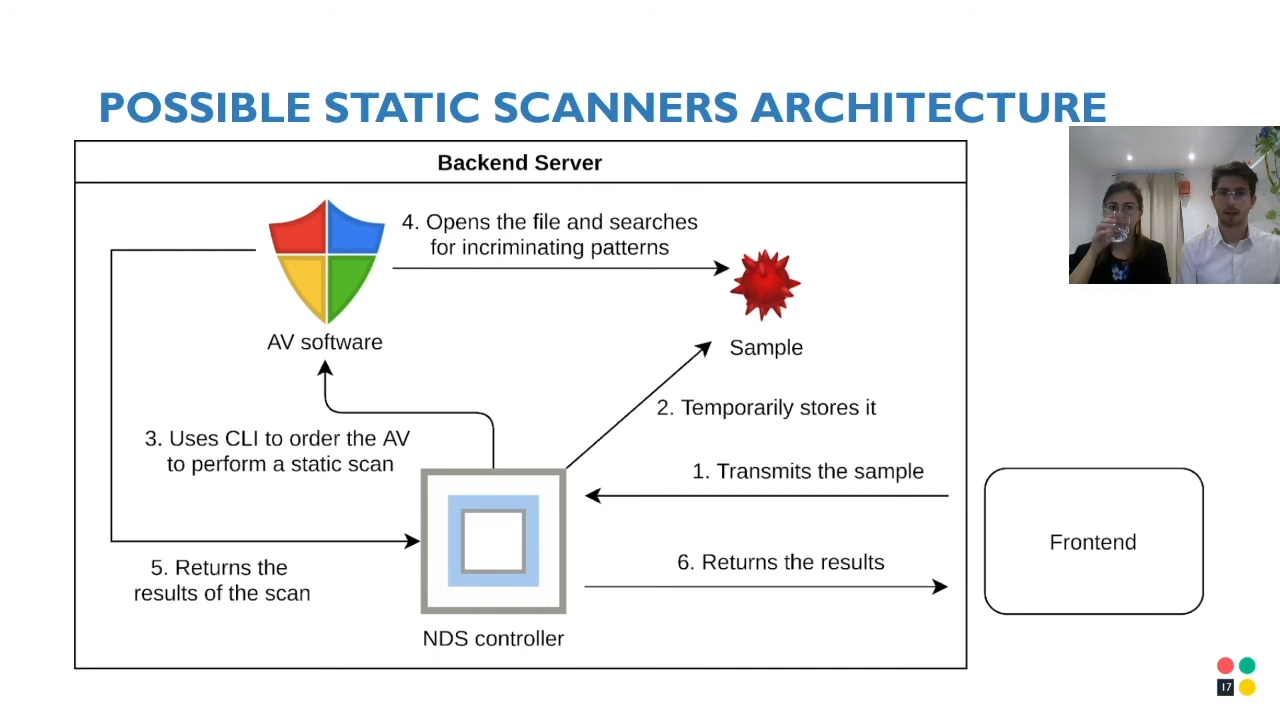 POSSIBLE STATIC SCANNERS ARCHITECTURE
Backend Server
4. Opens the file and searches
for incriminating patterns
AV software
Sample
2. Temporarily stores it
3. Uses CLI to order the AV
to perform a static scan
1. Transmits the sample
Frontend
5. Returns the
results of the scan
6. Returns the results
NDS controller
17